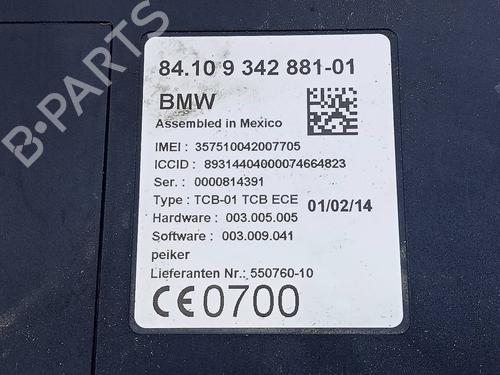 84.10 9 342 881-01
BMW
Assembled in Mexico
IMEI : 357510042007705
ICCID : 89314404000074664823
Ser. : 0000814391
Type : TCB-01 TCB ECE
01/02/14
Hardware : 003.005.005
Software : 003.009.041
peiker
Lieferanten Nr.: 550760-10
CE 0700
B-PARTS